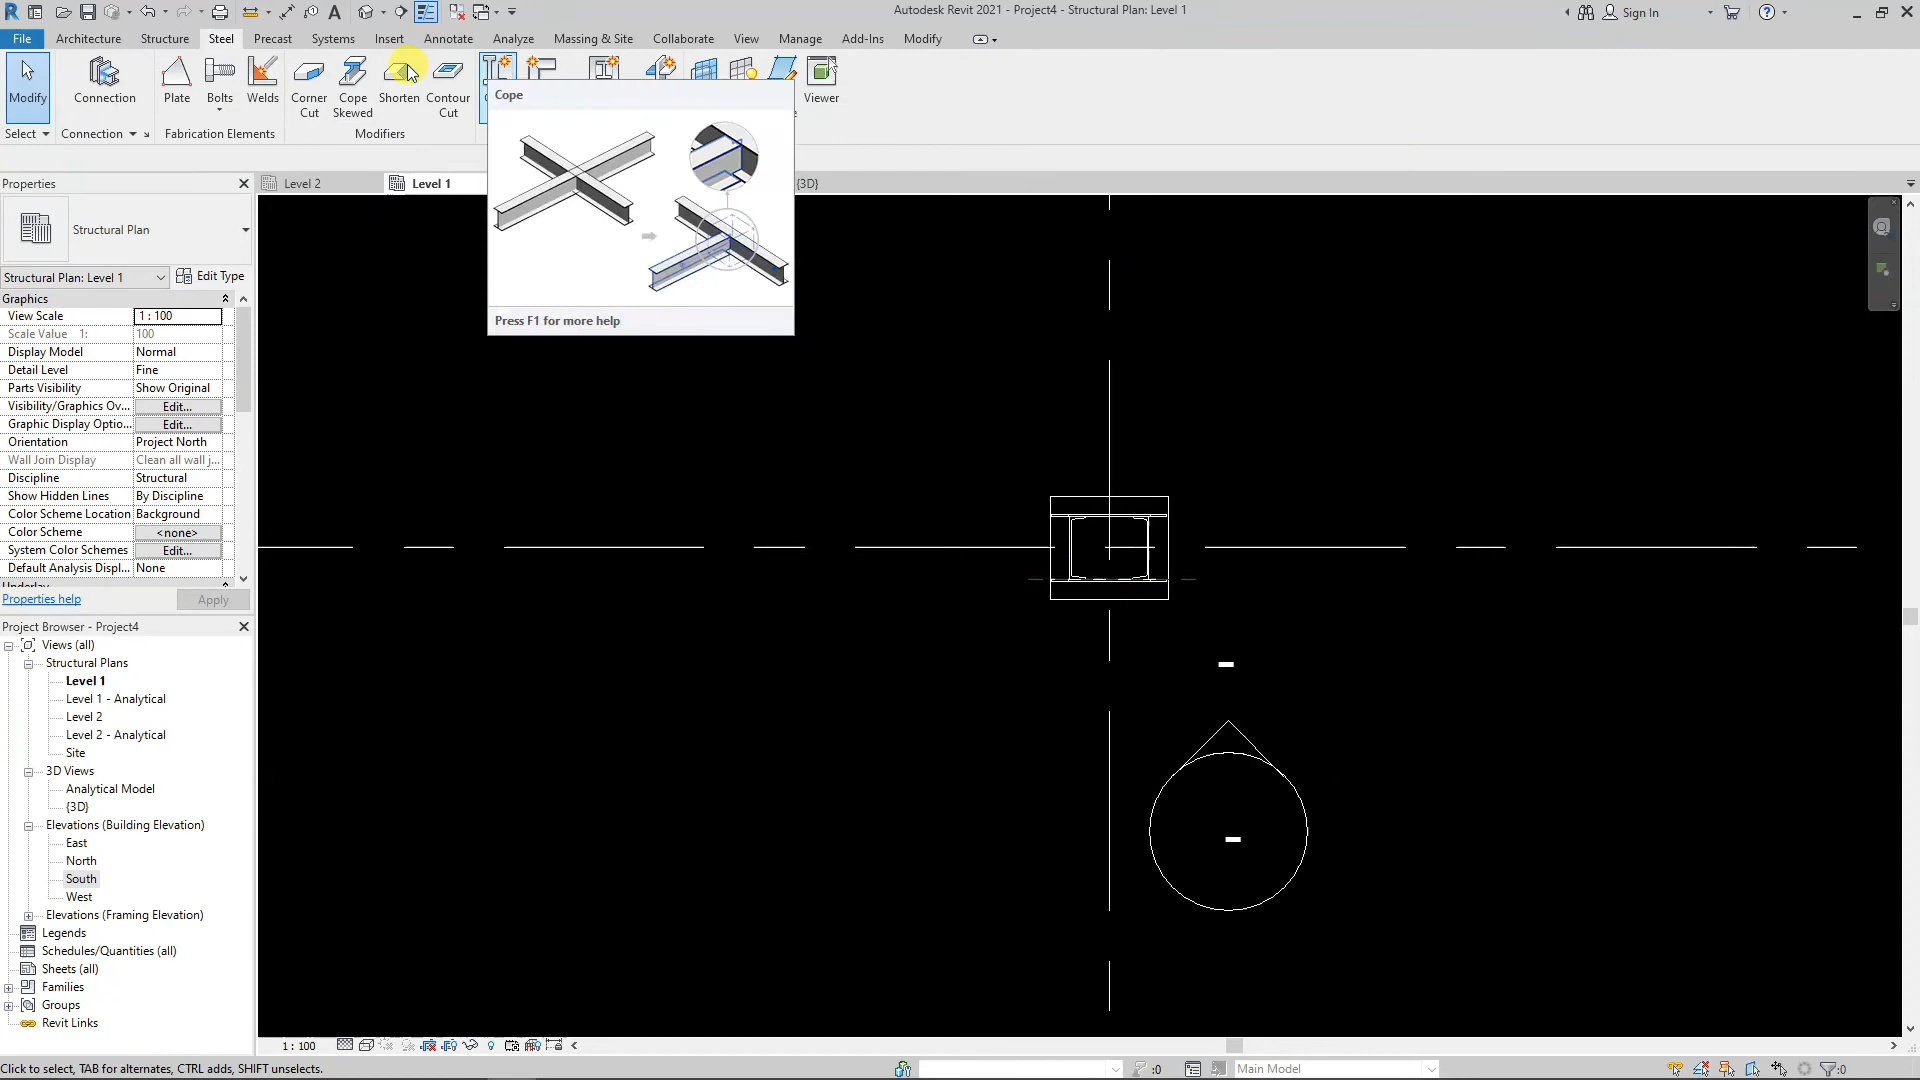 Autodesk Revit 2021 - Project4 - Structural Plan: Level 1
Sign In
File
Architecture
Structure
Steel
Precast
Systems
Insert
Annotate
Analyze
Massing & Site
Collaborate
View
Manage
Add-Ins
Modify
Modify
Connection
Plate
Bolts
Welds
Corner
Cut
Cope
Skewed
Shorten
Contour
Cut
Viewer
Select
Connection
Fabrication Elements
Modifiers
Cope
Press F1 for more help
Properties
Level 2
Level 1
{3D}
Structural Plan
Structural Plan: Level 1
Edit Type
Graphics
View Scale 1 : 100
Scale Value 1: 100
Display Model Normal
Detail Level Fine
Parts Visibility Show Original
Visibility/Graphics Ov... Edit...
Graphic Display Optio... Edit...
Orientation Project North
Wall Join Display Clean all wall j...
Discipline Structural
Show Hidden Lines By Discipline
Color Scheme Location Background
Color Scheme <none>
System Color Schemes Edit...
Default Analysis Displ... None
Underlay
Properties help
Apply
Project Browser - Project4
Views (all)
Structural Plans
Level 1
Level 1 - Analytical
Level 2
Level 2 - Analytical
Site
3D Views
Analytical Model
{3D}
Elevations (Building Elevation)
East
North
South
West
Elevations (Framing Elevation)
Legends
Schedules/Quantities (all)
Sheets (all)
Families
Groups
Revit Links
1 : 100
Click to select, TAB for alternates, CTRL adds, SHIFT unselects.
:0
Main Model
:0